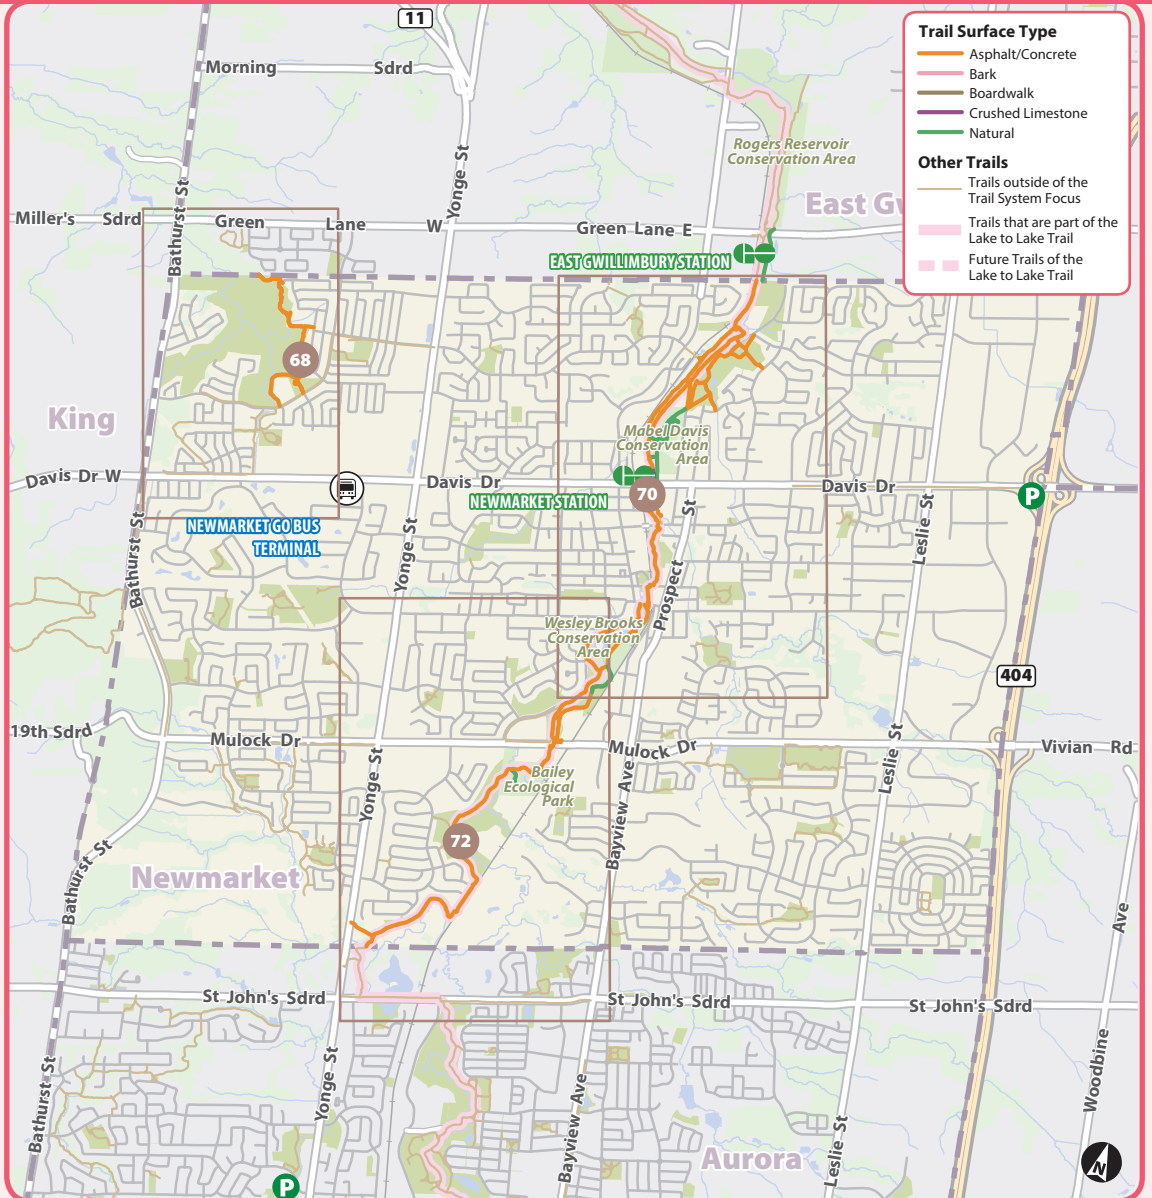 11
Morning Sdrd
Yonge St
Bathurst St
Miller's Sdrd
Green Lane W
Green Lane E
Rogers Reservoir
Conservation Area
East Gw
EAST GWILLIMBURY STATION
Trail Surface Type
Asphalt/Concrete
Bark
Boardwalk
Crushed Limestone
Natural
Other Trails
Trails outside of the
Trail System Focus
Trails that are part of the
Lake to Lake Trail
Future Trails of the
Lake to Lake Trail
68
King
Mabel Davis
Conservation
Area
Davis Dr W
Davis Dr
Davis Dr
NEWMARKET STATION
70
P
NEWMARKET GO BUS
TERMINAL
Bathurst St
Yonge St
Prospect St
Leslie St
Wesley Brooks
Conservation
Area
404
19th Sdrd
Mulock Dr
Mulock Dr
Vivian Rd
Yonge St
Bailey
Ecological
Park
Bayview Ave
Leslie St
72
Newmarket
Bathurst St
Ave
St John's Sdrd
St John's Sdrd
St John's Sdrd
Bathurst St
Yonge St
Bayview Ave
Leslie St
Woodbine
Aurora
P
N